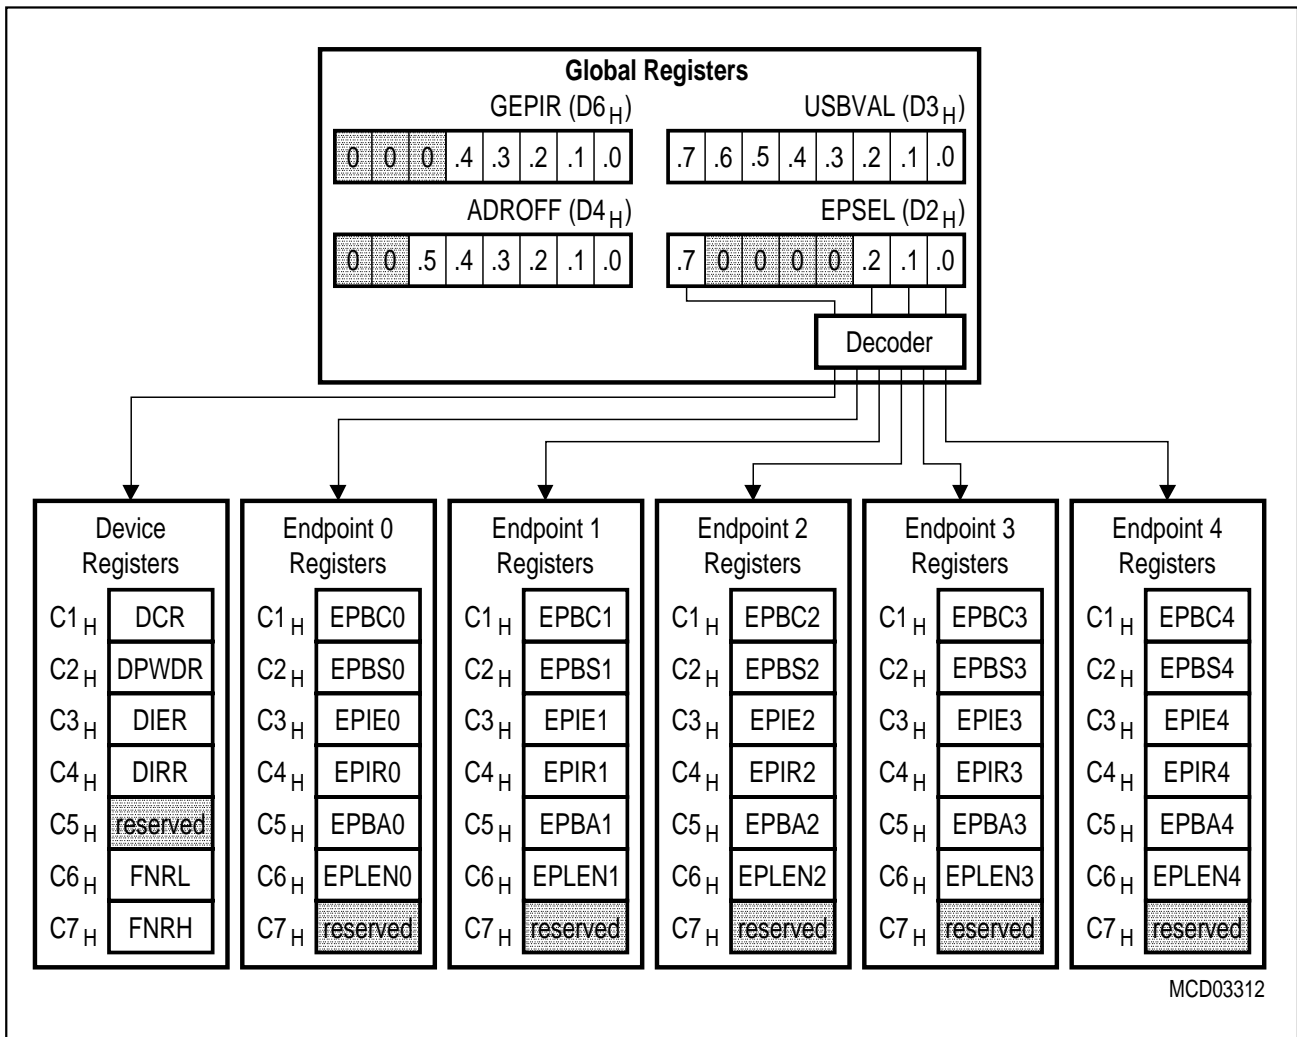 Global Registers
GEPIR (D6H) USBVAL (D3H)
0 0 0 .4 .3 .2 .1 .0 .7 .6 .5 .4 .3 .2 .1 .0
ADROFF (D4H) EPSEL (D2H)
0 0 .5 .4 .3 .2 .1 .0 .7 0 0 0 0 .2 .1 .0
Decoder
Device Registers
C1H DCR
C2H DPWDR
C3H DIER
C4H DIRR
C5H reserved
C6H FNRL
C7H FNRH
Endpoint 0 Registers
C1H EPBC0
C2H EPBS0
C3H EPIE0
C4H EPIR0
C5H EPBA0
C6H EPLEN0
C7H reserved
Endpoint 1 Registers
C1H EPBC1
C2H EPBS1
C3H EPIE1
C4H EPIR1
C5H EPBA1
C6H EPLEN1
C7H reserved
Endpoint 2 Registers
C1H EPBC2
C2H EPBS2
C3H EPIE2
C4H EPIR2
C5H EPBA2
C6H EPLEN2
C7H reserved
Endpoint 3 Registers
C1H EPBC3
C2H EPBS3
C3H EPIE3
C4H EPIR3
C5H EPBA3
C6H EPLEN3
C7H reserved
Endpoint 4 Registers
C1H EPBC4
C2H EPBS4
C3H EPIE4
C4H EPIR4
C5H EPBA4
C6H EPLEN4
C7H reserved
MCD03312